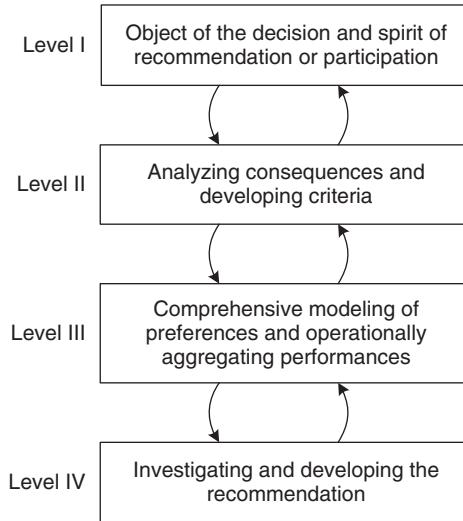 Level I
Object of the decision and spirit of
recommendation or participation
Level II
Analyzing consequences and
developing criteria
Level III
Comprehensive modeling of
preferences and operationally
aggregating performances
Level IV
Investigating and developing the
recommendation